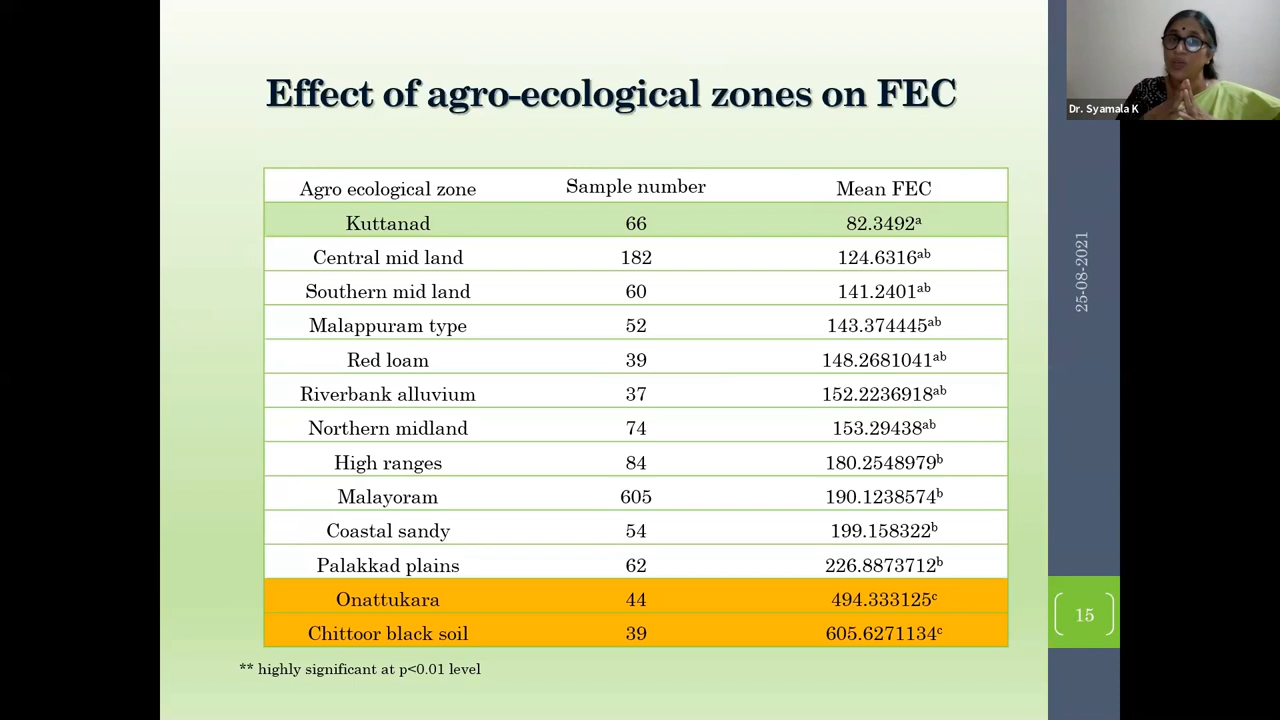 Effect of agro-ecological zones on FEC
Dr. Syamala K
Agro ecological zone Sample number Mean FEC
Kuttanad 66 82.3492ᵃ
Central mid land 182 124.6316ᵃᵇ
Southern mid land 60 141.2401ᵃᵇ
Malappuram type 52 143.374445ᵃᵇ
Red loam 39 148.2681041ᵃᵇ
Riverbank alluvium 37 152.2236918ᵃᵇ
Northern midland 74 153.29438ᵃᵇ
High ranges 84 180.2548979ᵇ
Malayoram 605 190.1238574ᵇ
Coastal sandy 54 199.158322ᵇ
Palakkad plains 62 226.8873712ᵇ
Onattukara 44 494.333125ᶜ
Chittoor black soil 39 605.6271134ᶜ
** highly significant at p<0.01 level
25-08-2021
15